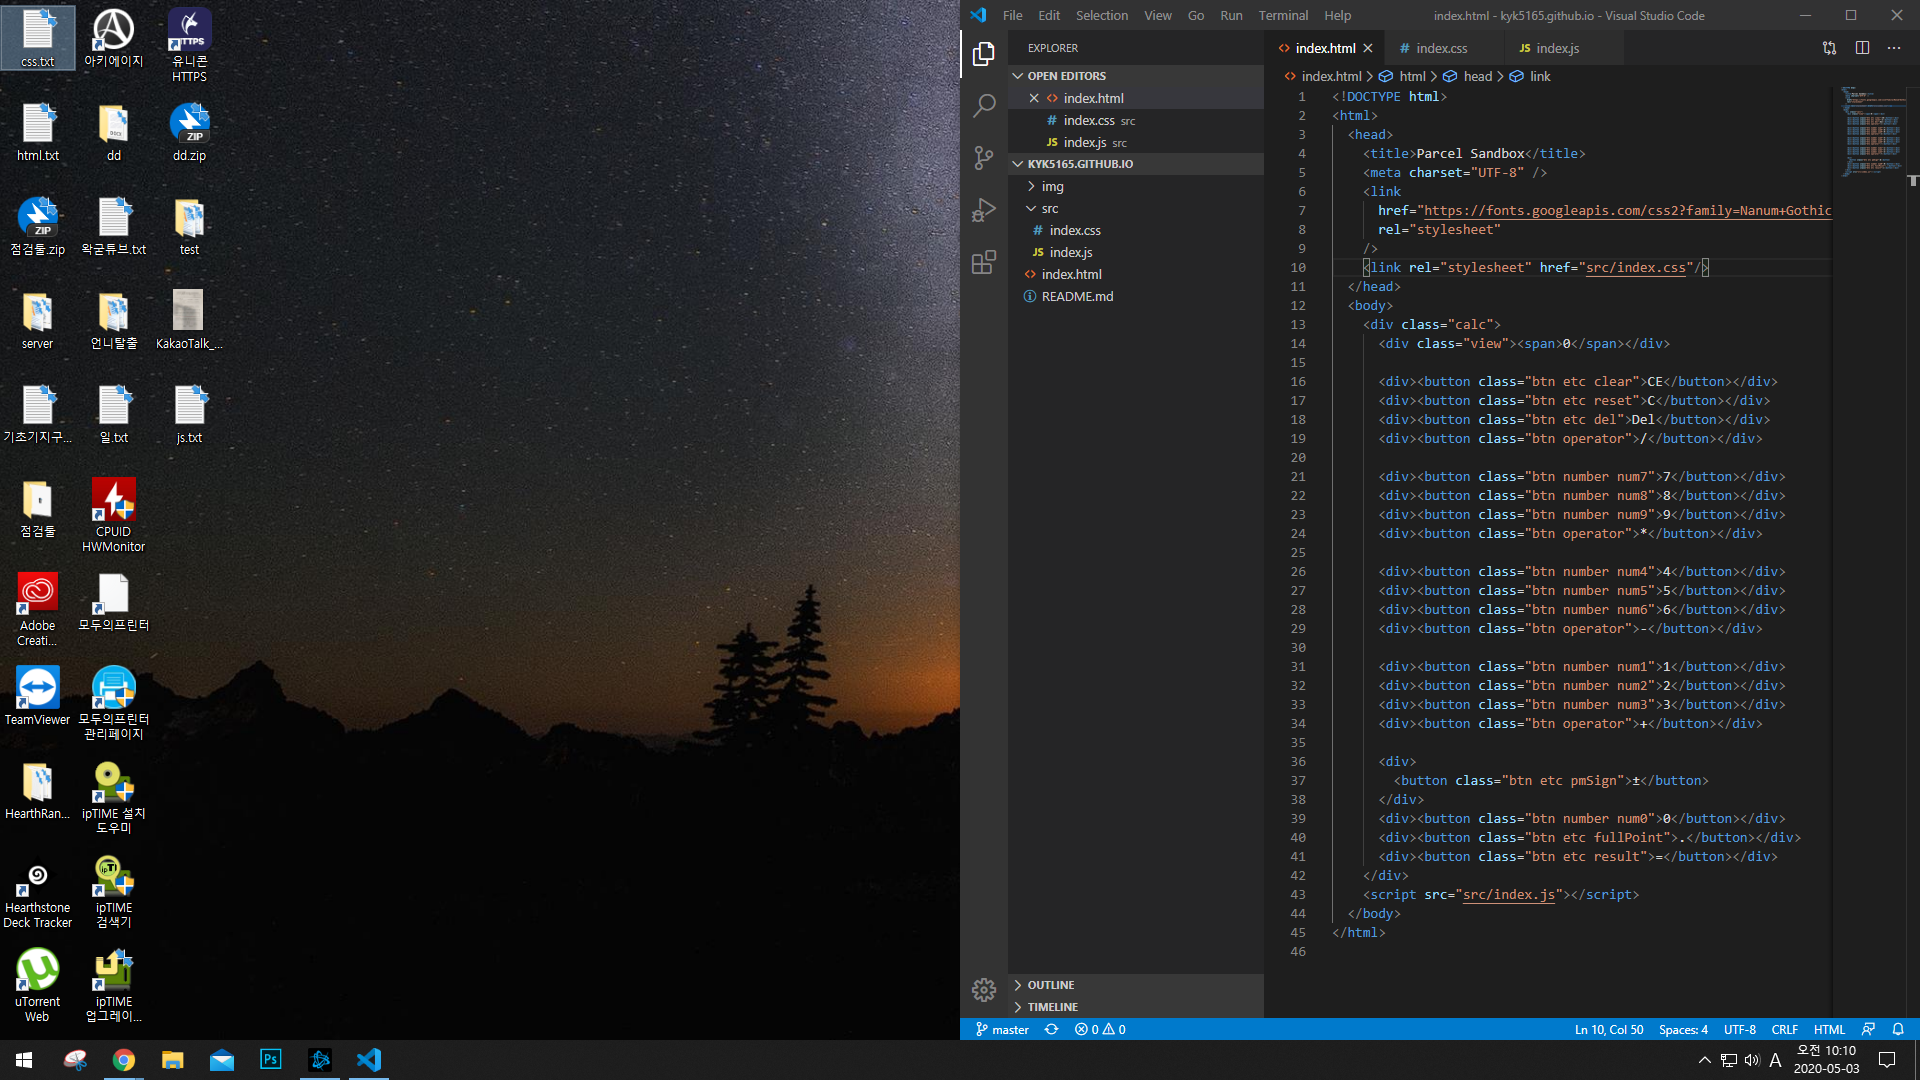 css.txt
아키에이지
유니콘
HTTPS
html.txt
dd
dd.zip
점검툴.zip
왁굳튜브.txt
test
server
언니탈출
KakaoTalk_...
기초기지구...
일.txt
js.txt
점검툴
CPUID
HWMonitor
Adobe
Creati...
모두의프린터
TeamViewer
모두의프린터
관리페이지
HearthRan...
ipTIME 설치
도우미
Hearthstone
Deck Tracker
ipTIME
검색기
uTorrent
Web
ipTIME
업그레이...
File Edit Selection View Go Run Terminal Help
index.html - kyk5165.github.io - Visual Studio Code
EXPLORER
OPEN EDITORS
index.html
index.css src
index.js src
KYK5165.GITHUB.IO
img
src
index.css
index.js
index.html
README.md
OUTLINE
TIMELINE
index.html
index.css
index.js
index.html > html > head > link
1 <!DOCTYPE html>
2 <html>
3 <head>
4 <title>Parcel Sandbox</title>
5 <meta charset="UTF-8" />
6 <link
7 href="https://fonts.googleapis.com/css2?family=Nanum+Gothic
8 rel="stylesheet"
9 />
10 <link rel="stylesheet" href="src/index.css"/>
11 </head>
12 <body>
13 <div class="calc">
14 <div class="view"><span>0</span></div>
15
16 <div><button class="btn etc clear">CE</button></div>
17 <div><button class="btn etc reset">C</button></div>
18 <div><button class="btn etc del">Del</button></div>
19 <div><button class="btn operator">/</button></div>
20
21 <div><button class="btn number num7">7</button></div>
22 <div><button class="btn number num8">8</button></div>
23 <div><button class="btn number num9">9</button></div>
24 <div><button class="btn operator">*</button></div>
25
26 <div><button class="btn number num4">4</button></div>
27 <div><button class="btn number num5">5</button></div>
28 <div><button class="btn number num6">6</button></div>
29 <div><button class="btn operator">-</button></div>
30
31 <div><button class="btn number num1">1</button></div>
32 <div><button class="btn number num2">2</button></div>
33 <div><button class="btn number num3">3</button></div>
34 <div><button class="btn operator">+</button></div>
35
36 <div>
37 <button class="btn etc pmSign">±</button>
38 </div>
39 <div><button class="btn number num0">0</button></div>
40 <div><button class="btn etc fullPoint">.</button></div>
41 <div><button class="btn etc result">=</button></div>
42 </div>
43 <script src="src/index.js"></script>
44 </body>
45 </html>
46
master 0 0
Ln 10, Col 50 Spaces: 4 UTF-8 CRLF HTML
A
오전 10:10
2020-05-03